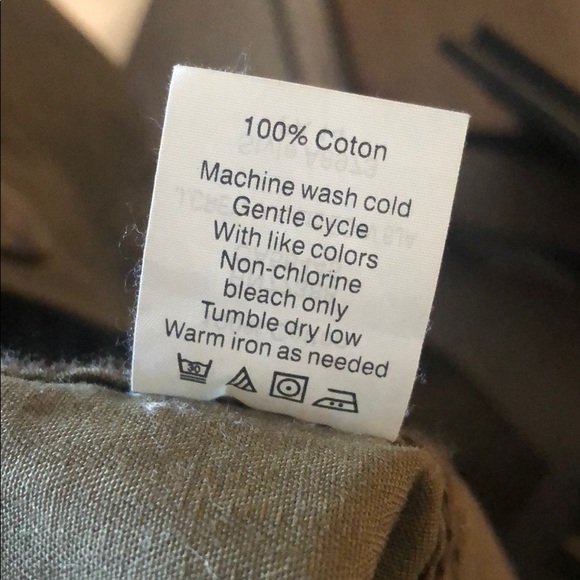 100% Coton
Machine wash cold
Gentle cycle
With like colors
Non-chlorine
bleach only
Tumble dry low
Warm iron as needed
30